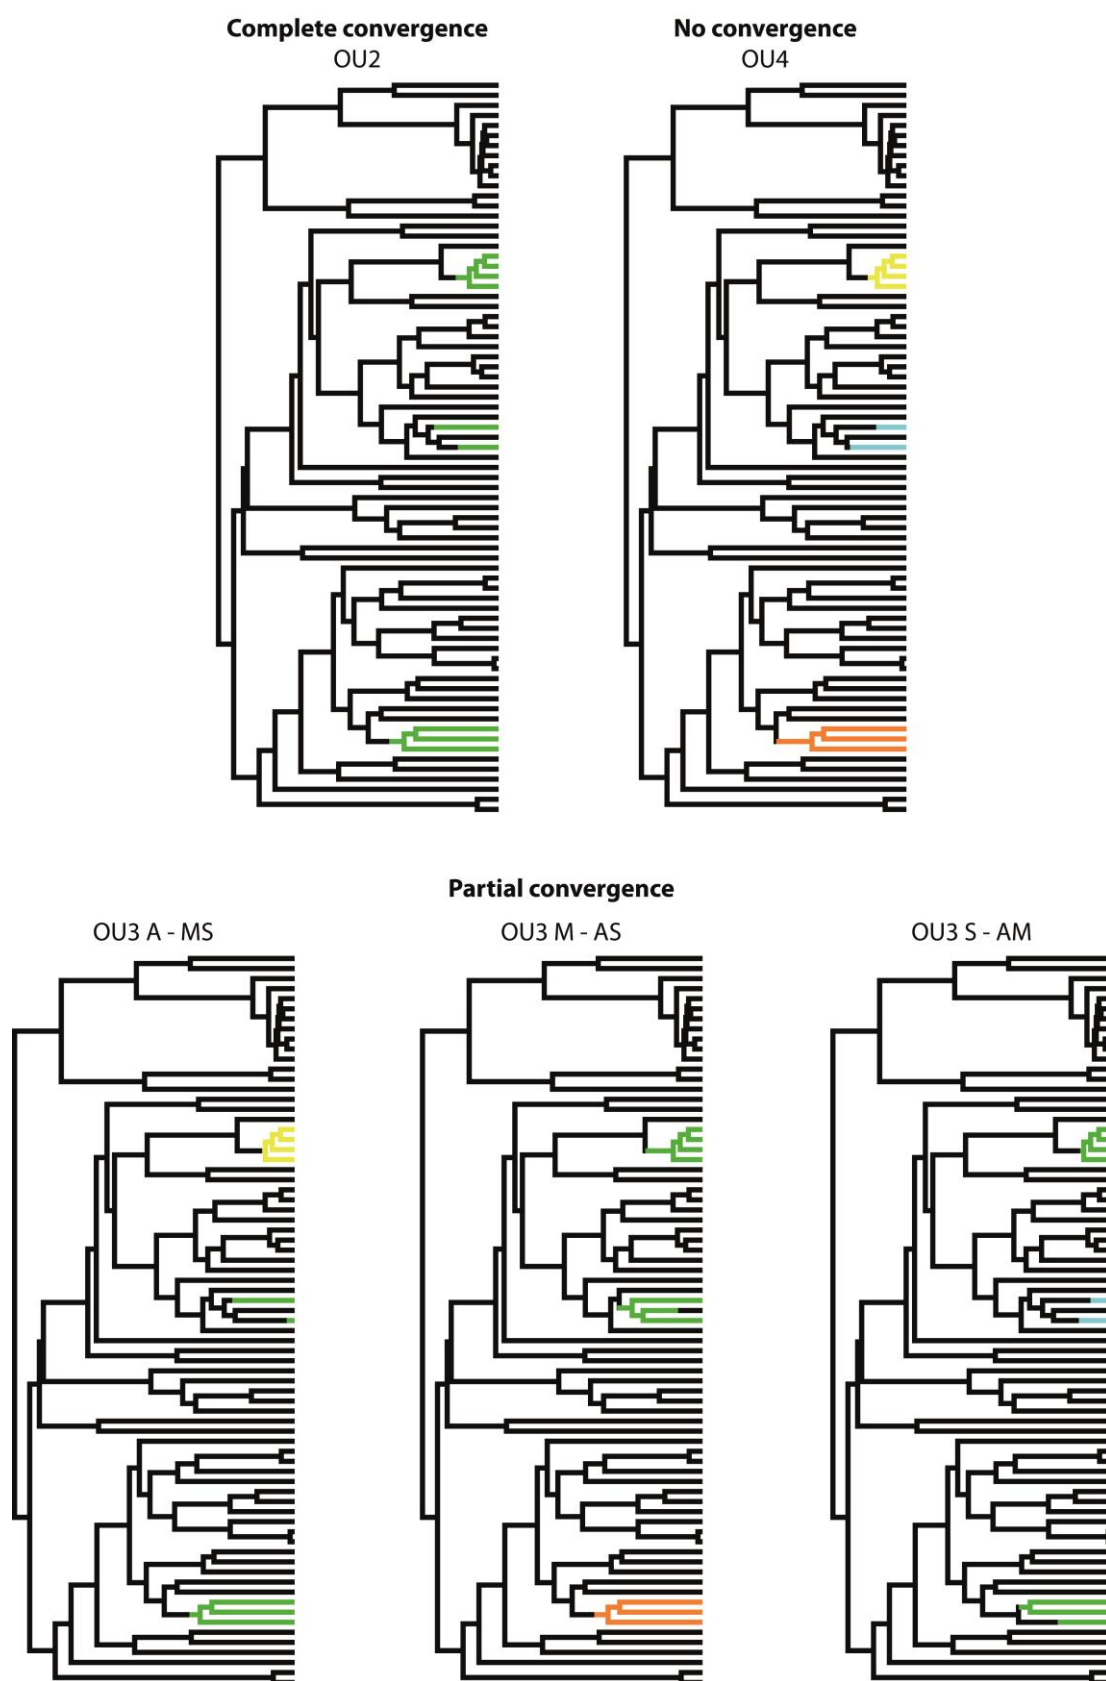 Complete convergence
OU2
No convergence
OU4
Partial convergence
OU3 A - MS
OU3 M - AS
OU3 S - AM